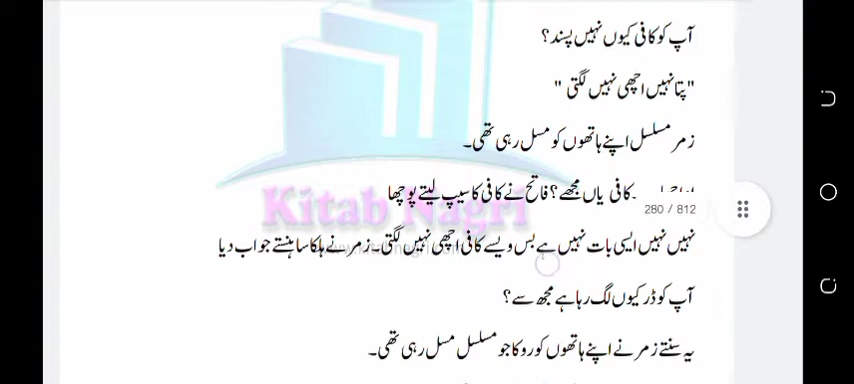 آپ کو کافی کیوں نہیں پسند؟
"پتا نہیں اچھی نہیں لگتی"
زمر مسلسل اپنے ہاتھوں کو مسل رہی تھی۔
۔کافی یاں مجھے؟ فاتح نے کافی کا سیپ لیتے پوچھا
280 / 812
Kitab Nagri
نہیں نہیں ایسی بات نہیں ہے بس ویسے کافی اچھی نہیں لگتی۔ زمر نے ہلکا سا ہنستے جواب دیا
آپ کو ڈر کیوں لگ رہا ہے مجھ سے؟
یہ سنتے زمر نے اپنے ہاتھوں کو روکا جو مسلسل مسل رہی تھی۔